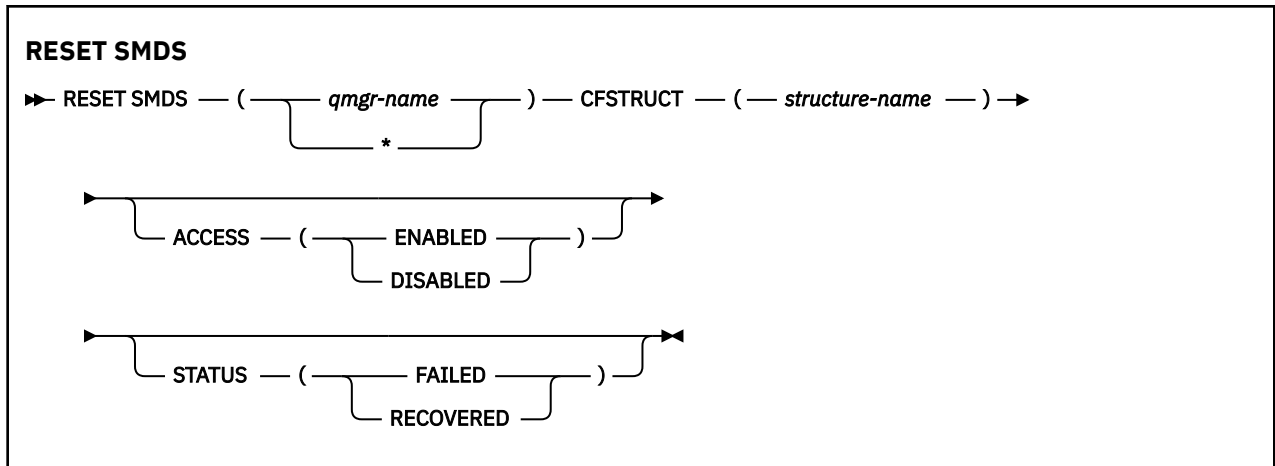 RESET SMDS
RESET SMDS ( qmgr-name ) CFSTRUCT ( structure-name )
*
ACCESS ( ENABLED )
DISABLED
STATUS ( FAILED )
RECOVERED